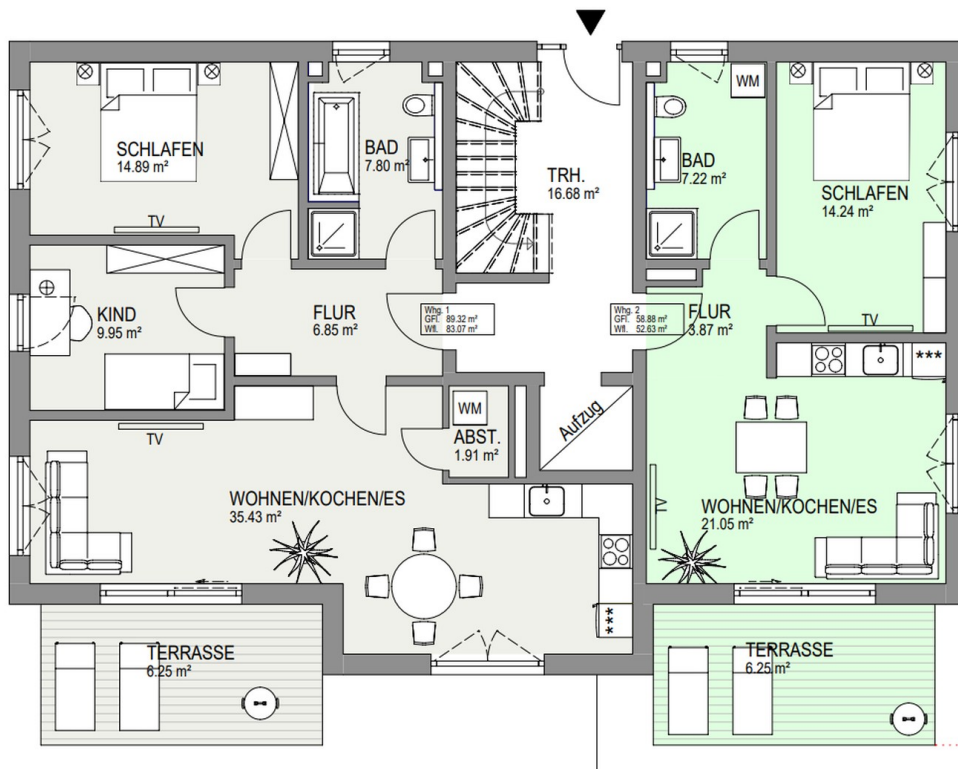 SCHLAFEN
14.89 m²
TV
BAD
7.80 m²
TRH.
16.68 m²
WM
BAD
7.22 m²
SCHLAFEN
14.24 m²
TV
KIND
9.95 m²
FLUR
6.85 m²
Whg. 1
GFl. 89.32 m²
Wfl. 83.07 m²
Whg. 2
GFl. 58.88 m²
Wfl. 52.63 m²
FLUR
3.87 m²
***
TV
WM
ABST.
1.91 m²
Aufzug
WOHNEN/KOCHEN/ES
35.43 m²
***
TV
WOHNEN/KOCHEN/ES
21.05 m²
TERRASSE
6.25 m²
TERRASSE
6.25 m²